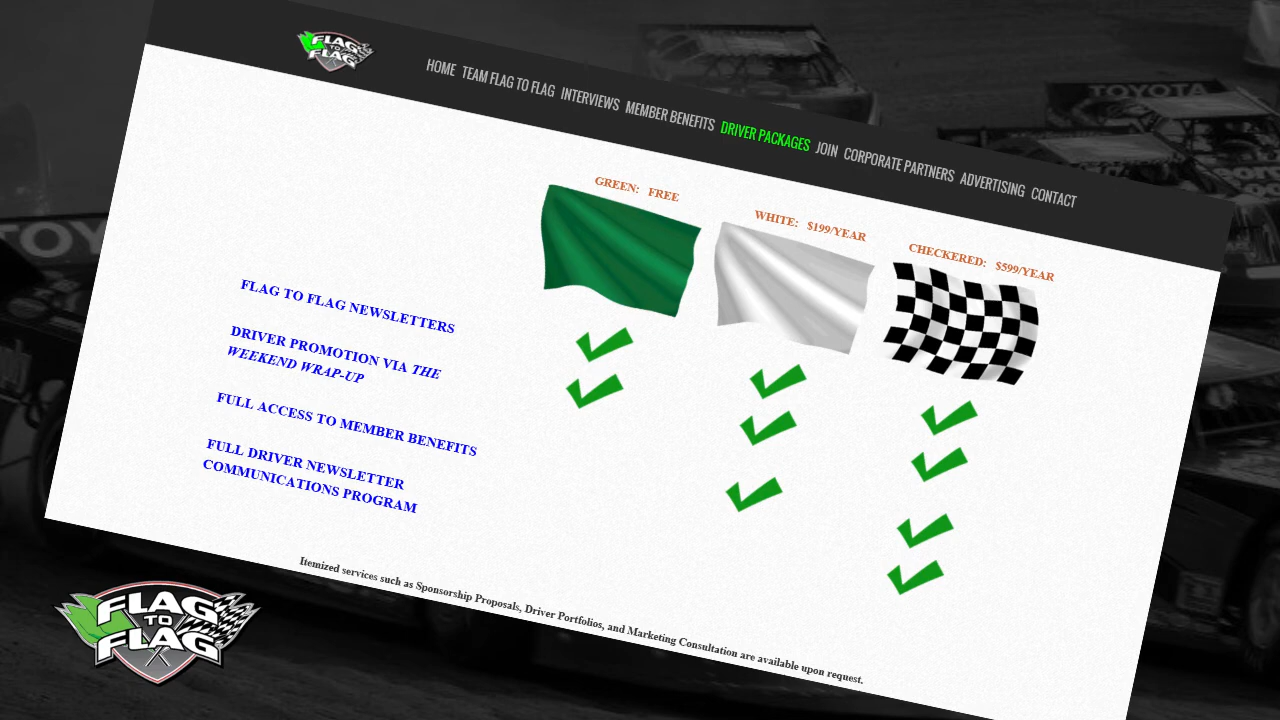 FLAG
TO
FLAG
HOME TEAM FLAG TO FLAG INTERVIEWS MEMBER BENEFITS DRIVER PACKAGES JOIN CORPORATE PARTNERS ADVERTISING CONTACT
GREEN: FREE
WHITE: $199/YEAR
CHECKERED: $599/YEAR
FLAG TO FLAG NEWSLETTERS
DRIVER PROMOTION VIA THE
WEEKEND WRAP-UP
FULL ACCESS TO MEMBER BENEFITS
FULL DRIVER NEWSLETTER
COMMUNICATIONS PROGRAM
Itemized services such as Sponsorship Proposals, Driver Portfolios, and Marketing Consultation are available upon request.
FLAG
TO
FLAG
TOYOTA